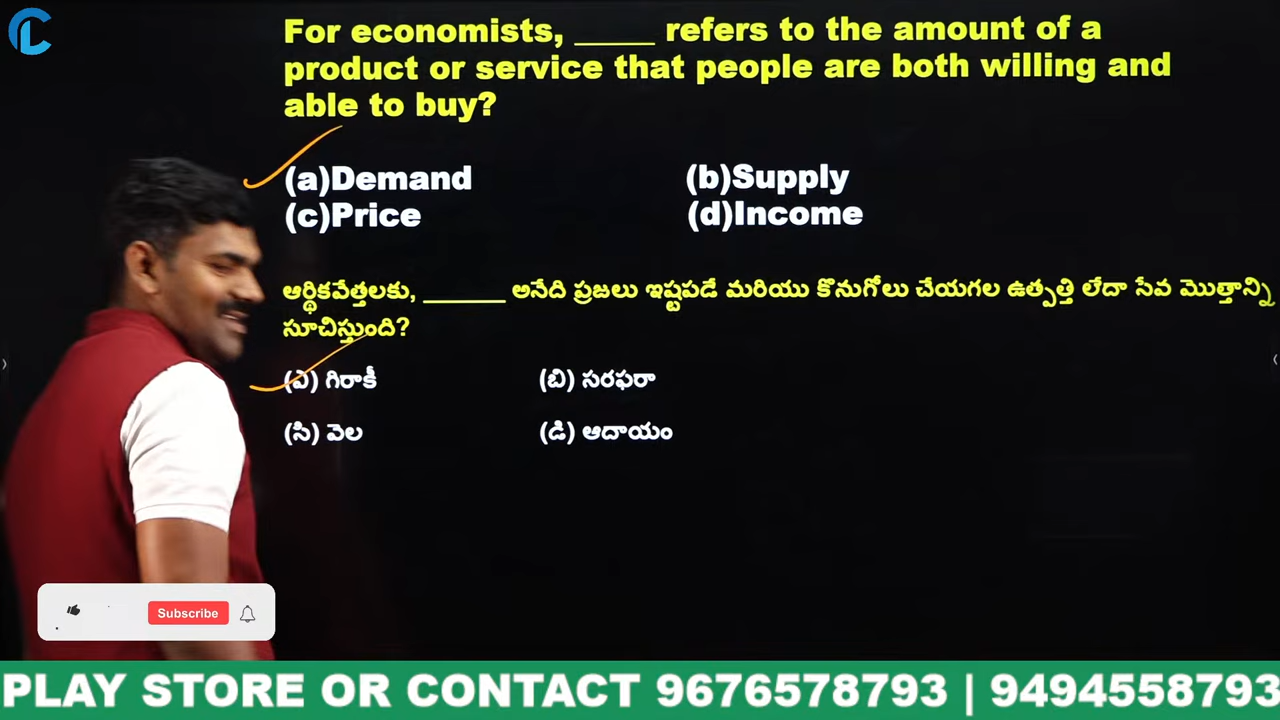 For economists, _____ refers to the amount of a
product or service that people are both willing and
able to buy?
(a)Demand (b)Supply
(c)Price (d)Income
ఆర్థికవేత్తలకు, _______ అనేది ప్రజలు ఇష్టపడే మరియు కొనుగోలు చేయగల ఉత్పత్తి లేదా సేవ మొత్తాన్ని
సూచిస్తుంది?
(ఎ) గిరాకీ (బి) సరఫరా
(సి) వెల (డి) ఆదాయం
Subscribe
PLAY STORE OR CONTACT 9676578793 | 9494558793